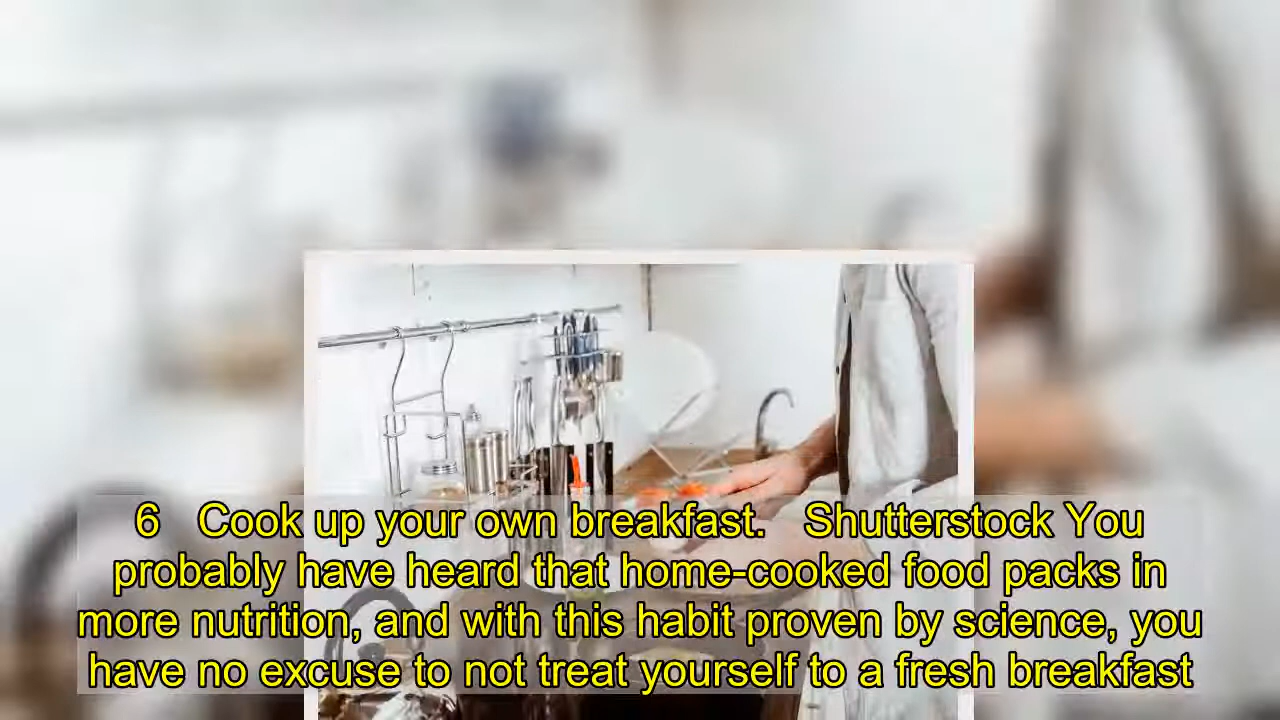 6 Cook up your own breakfast. Shutterstock You
probably have heard that home-cooked food packs in
more nutrition, and with this habit proven by science, you
have no excuse to not treat yourself to a fresh breakfast